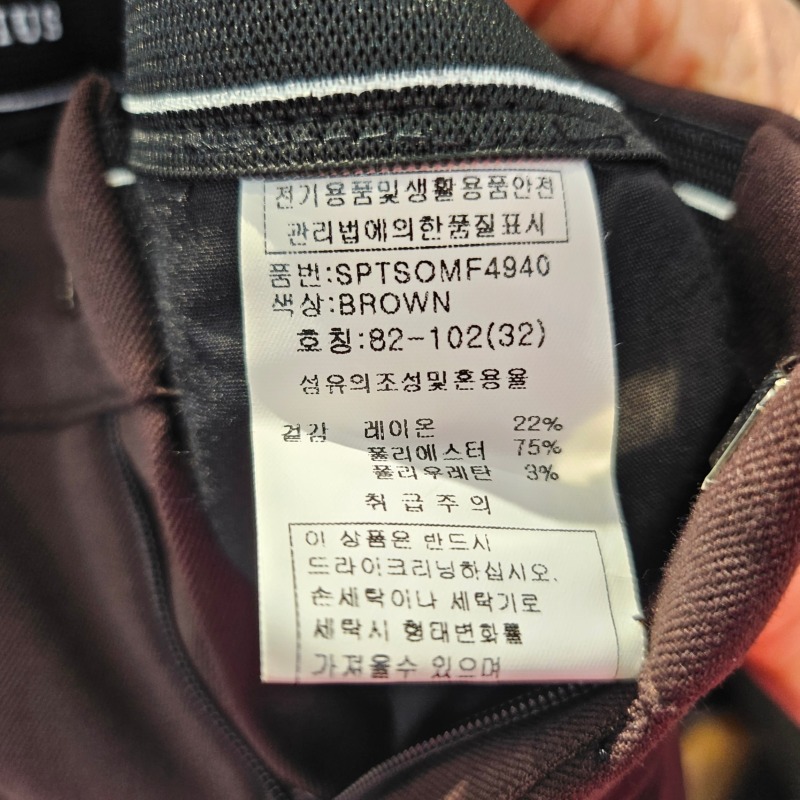 IUS
전기용품및생활용품안전
관리법에의한품질표시
품번:SPTSOMF4940
색상:BROWN
호칭:82-102(32)
섬유의조성및혼용율
겉감 레이온 22%
폴리에스터 75%
폴리우레탄 3%
취급주의
이 상품은 반드시
드라이크리닝하십시오.
손세탁이나 세탁기로
세탁시 형태변화를
가져올수 있으며